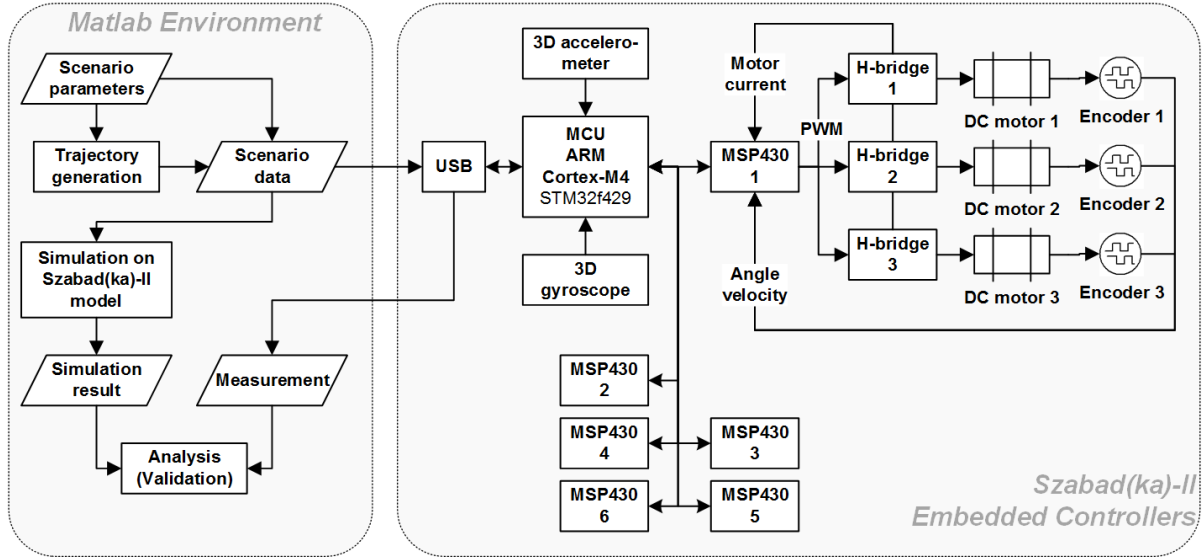 Matlab Environment
Scenario
parameters
Trajectory
generation
Scenario
data
Simulation on
Szabad(ka)-II
model
Simulation
result
Measurement
Analysis
(Validation)
USB
3D accelero-
meter
MCU
ARM
Cortex-M4
STM32f429
3D
gyroscope
Motor
current
PWM
MSP430
1
Angle
velocity
H-bridge
1
DC motor 1
Encoder 1
H-bridge
2
DC motor 2
Encoder 2
H-bridge
3
DC motor 3
Encoder 3
MSP430
2
MSP430
4
MSP430
3
MSP430
6
MSP430
5
Szabad(ka)-II
Embedded Controllers